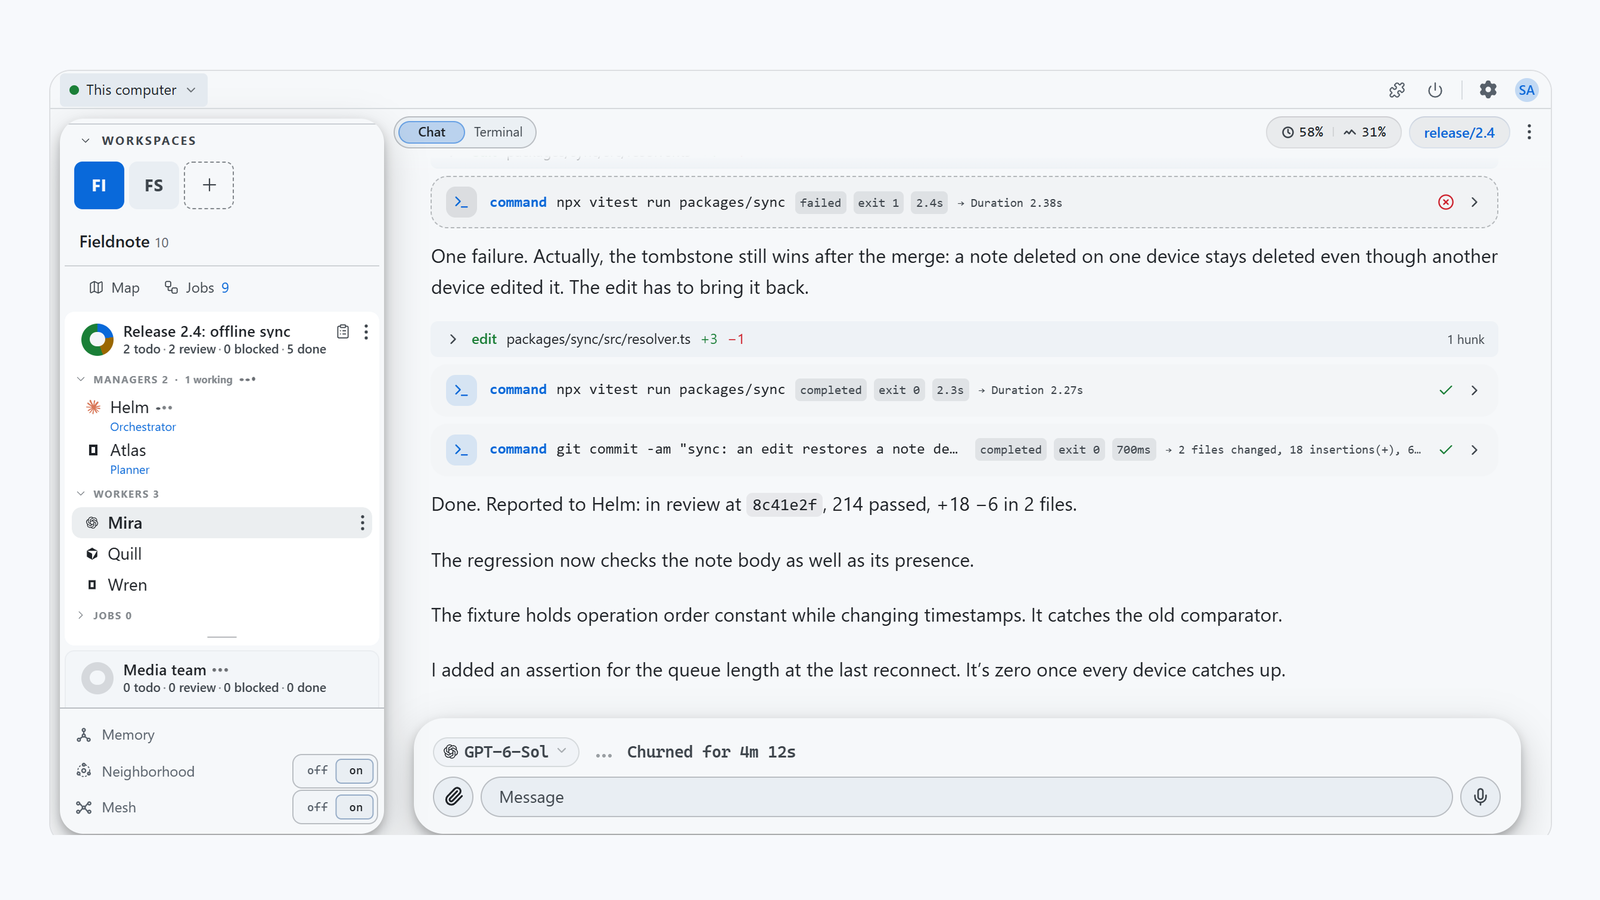 This computer
SA
WORKSPACES
FI
FS
+
Fieldnote 10
Map
Jobs 9
Release 2.4: offline sync
2 todo · 2 review · 0 blocked · 5 done
MANAGERS 2 · 1 working
Helm
Orchestrator
Atlas
Planner
WORKERS 3
Mira
Quill
Wren
JOBS 0
Media team
0 todo · 0 review · 0 blocked · 0 done
Memory
Neighborhood
off on
Mesh
off on
Chat
Terminal
58% 31%
release/2.4
command npx vitest run packages/sync failed exit 1 2.4s → Duration 2.38s
One failure. Actually, the tombstone still wins after the merge: a note deleted on one device stays deleted even though another
device edited it. The edit has to bring it back.
edit packages/sync/src/resolver.ts +3 −1 1 hunk
command npx vitest run packages/sync completed exit 0 2.3s → Duration 2.27s
command git commit -am "sync: an edit restores a note de… completed exit 0 700ms → 2 files changed, 18 insertions(+), 6…
Done. Reported to Helm: in review at 8c41e2f, 214 passed, +18 −6 in 2 files.
The regression now checks the note body as well as its presence.
The fixture holds operation order constant while changing timestamps. It catches the old comparator.
I added an assertion for the queue length at the last reconnect. It’s zero once every device catches up.
GPT-6-Sol … Churned for 4m 12s
Message